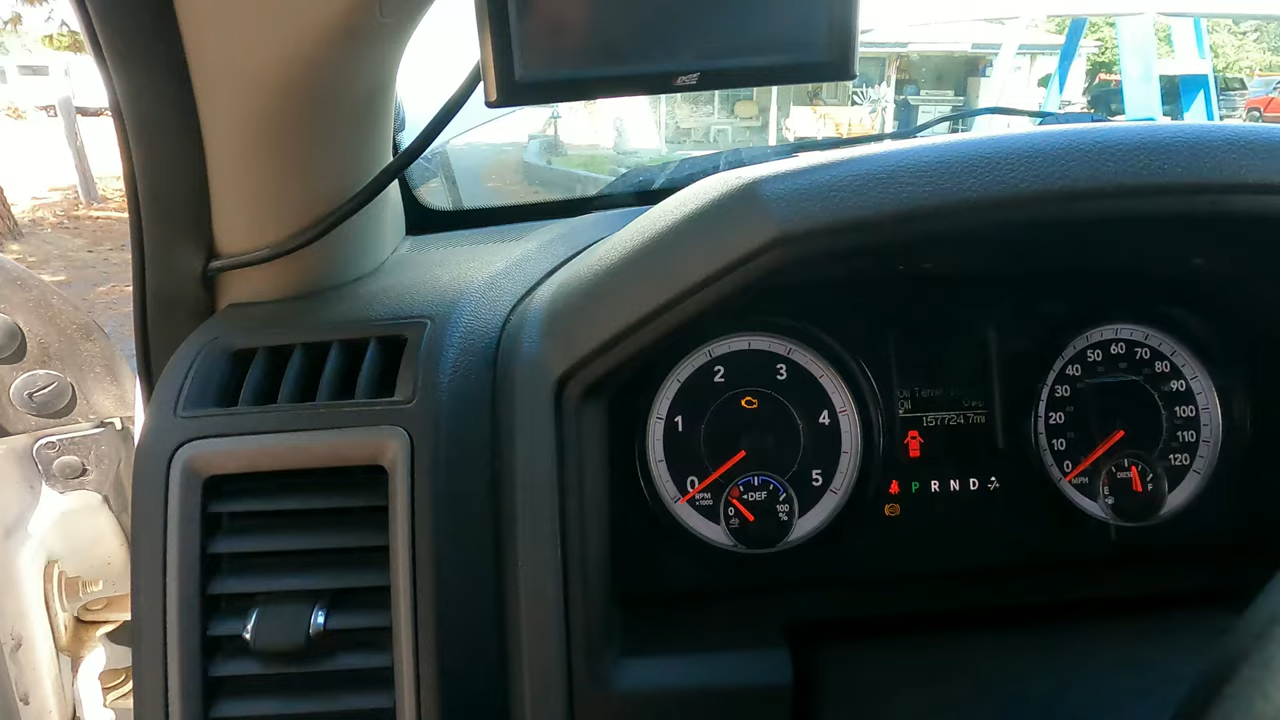 0 1 2 3 4 5
RPM
x1000
DEF
0 100
%
Oil Temp
Oil
157724.7mi
P R N D
0 10 20 30 40 50 60 70 80 90 100 110 120
MPH
DIESEL
E F